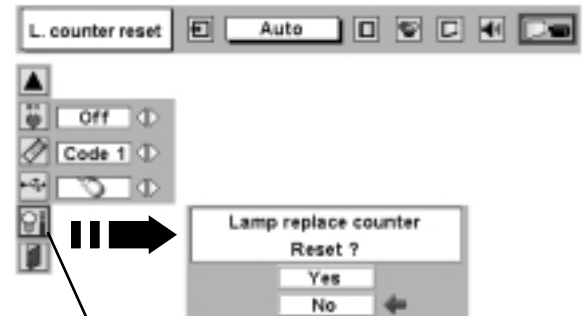 L. counter reset
Auto
Off
Code 1
Lamp replace counter
Reset ?
Yes
No